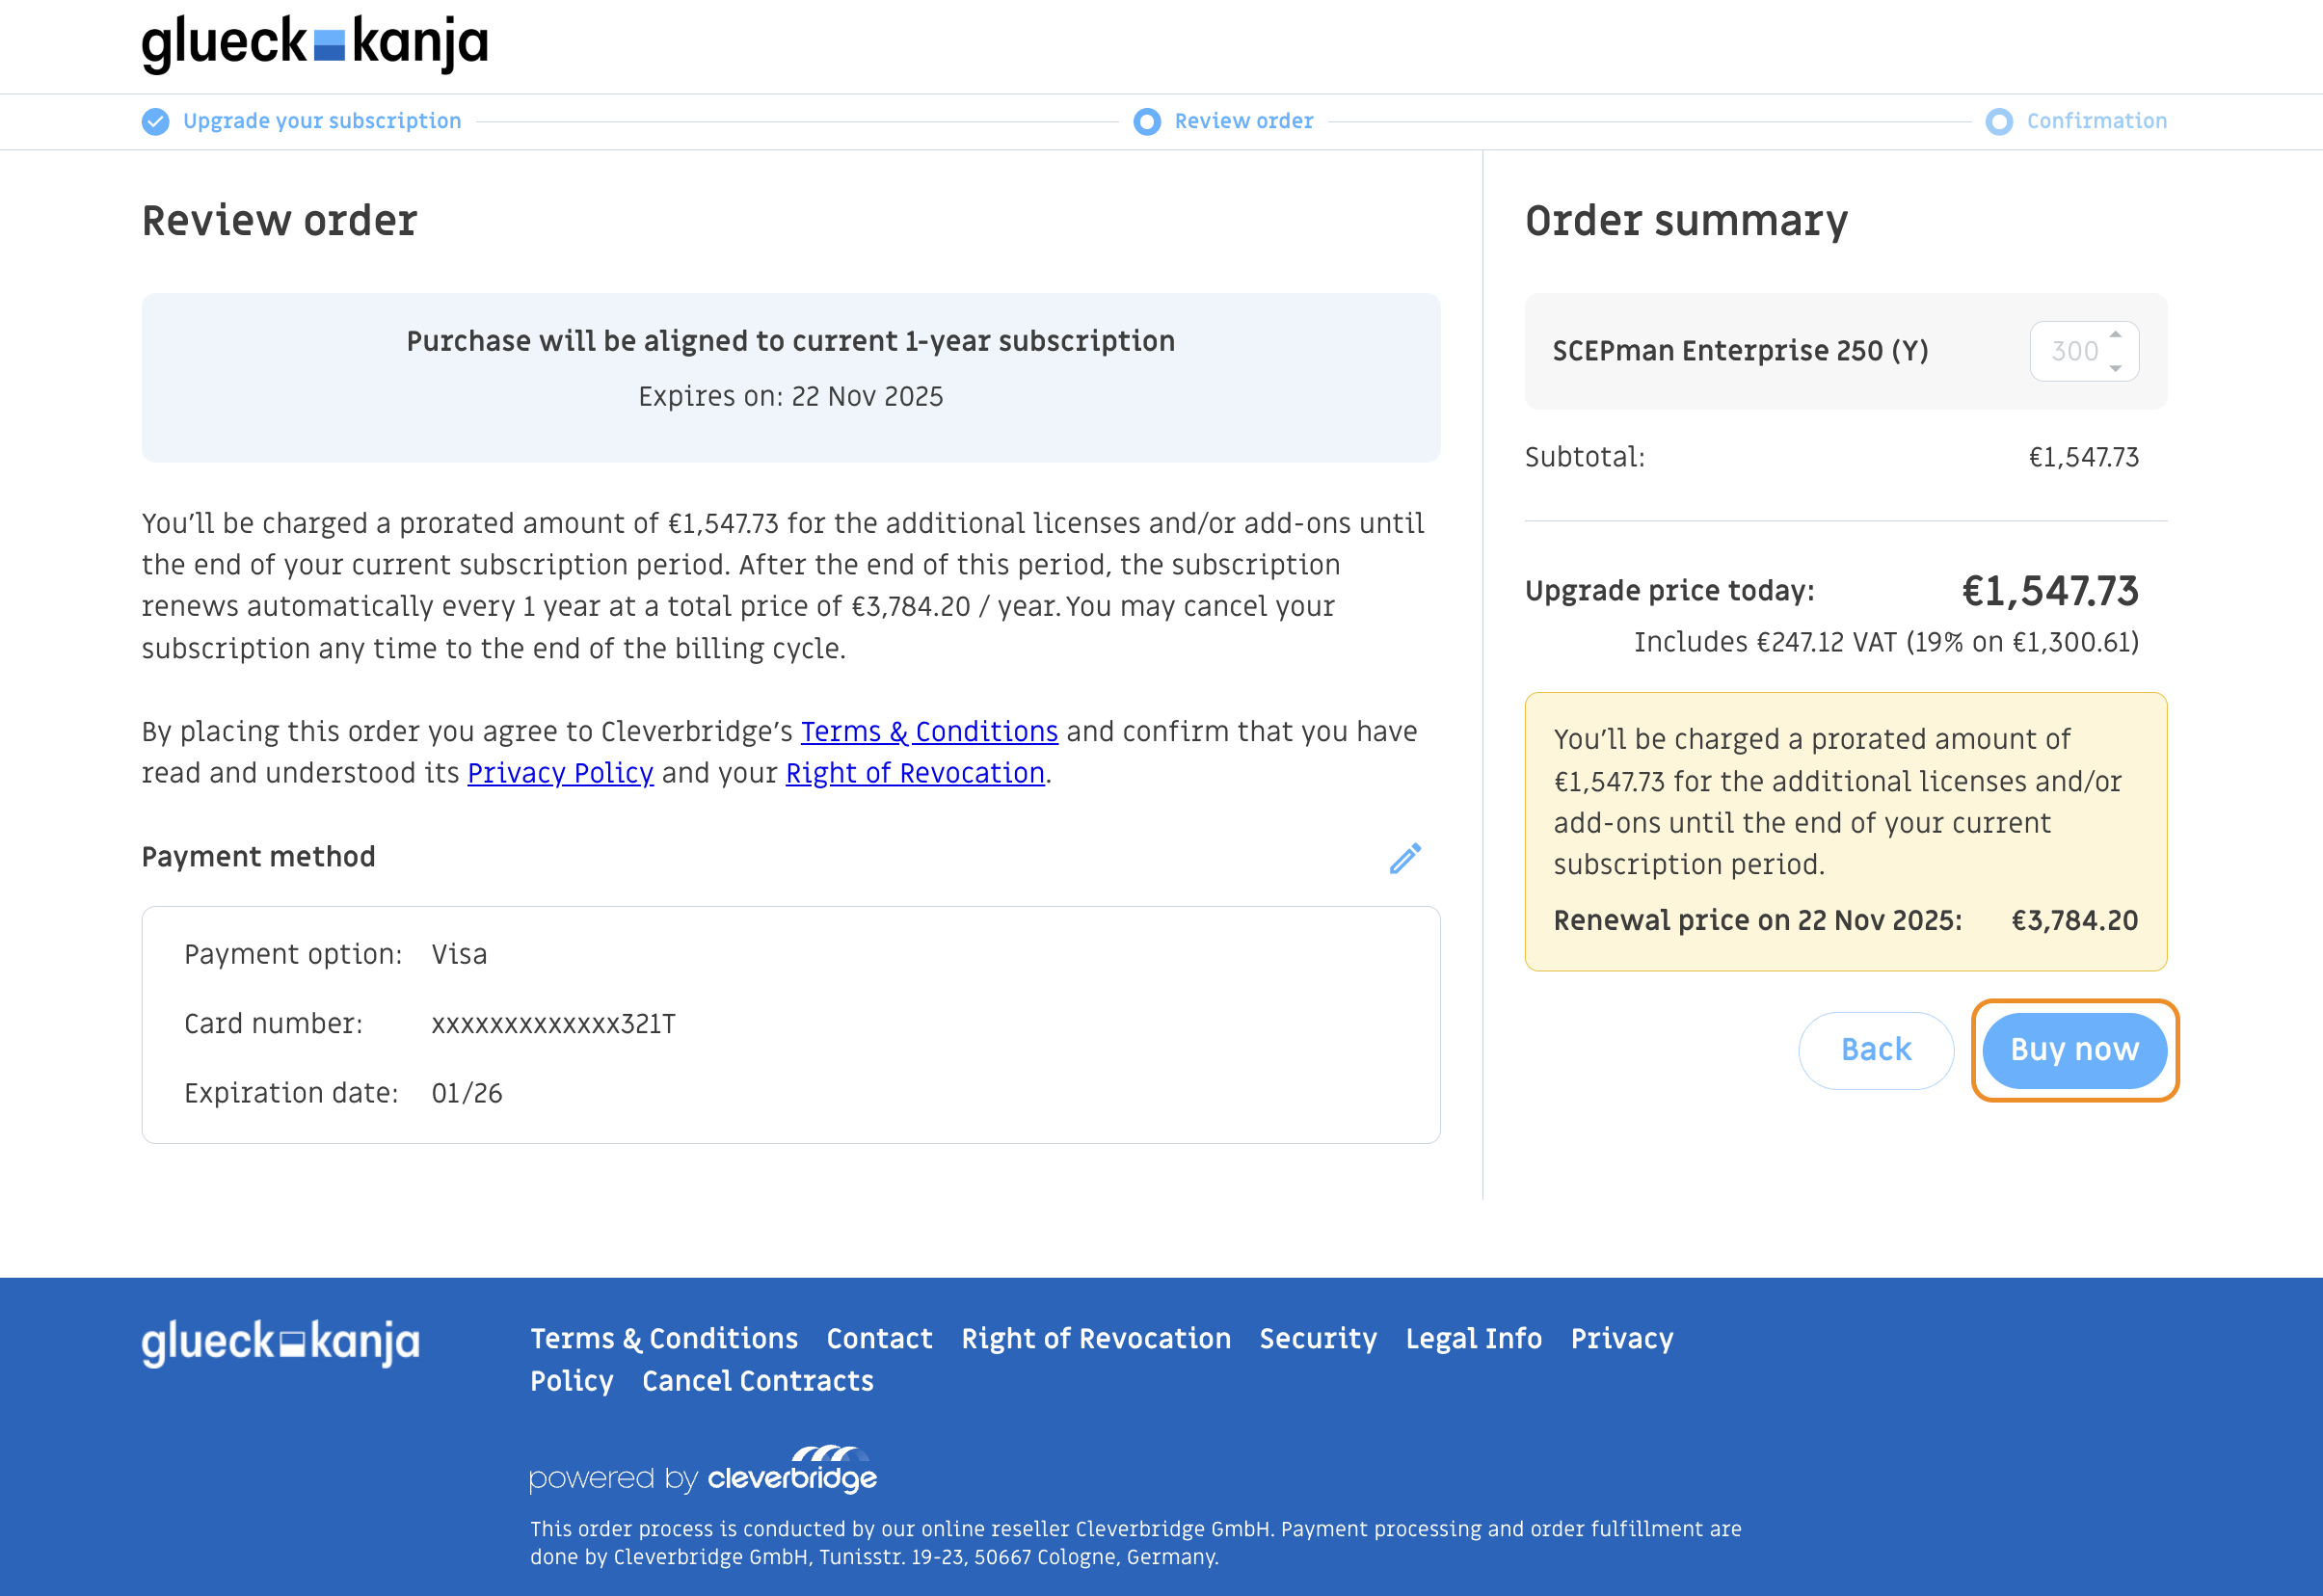 glueck kanja
Upgrade your subscription
Review order
Confirmation
Review order
Purchase will be aligned to current 1-year subscription
Expires on: 22 Nov 2025
You’ll be charged a prorated amount of €1,547.73 for the additional licenses and/or add-ons until
the end of your current subscription period. After the end of this period, the subscription
renews automatically every 1 year at a total price of €3,784.20 / year. You may cancel your
subscription any time to the end of the billing cycle.
By placing this order you agree to Cleverbridge’s Terms & Conditions and confirm that you have
read and understood its Privacy Policy and your Right of Revocation.
Payment method
Payment option: Visa
Card number: xxxxxxxxxxxxx321T
Expiration date: 01/26
Order summary
SCEPman Enterprise 250 (Y) 300
Subtotal: €1,547.73
Upgrade price today: €1,547.73
Includes €247.12 VAT (19% on €1,300.61)
You’ll be charged a prorated amount of
€1,547.73 for the additional licenses and/or
add-ons until the end of your current
subscription period.
Renewal price on 22 Nov 2025: €3,784.20
Back
Buy now
glueck kanja
Terms & Conditions Contact Right of Revocation Security Legal Info Privacy
Policy Cancel Contracts
powered by cleverbridge
This order process is conducted by our online reseller Cleverbridge GmbH. Payment processing and order fulfillment are
done by Cleverbridge GmbH, Tunisstr. 19-23, 50667 Cologne, Germany.